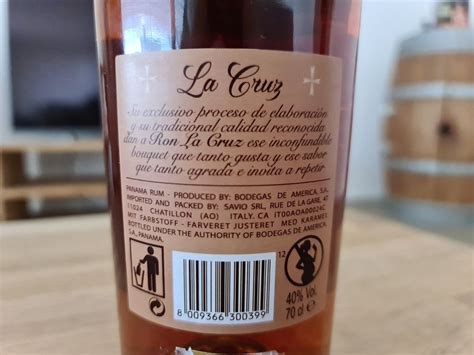 La Cruz
Su exclusivo proceso de elaboración
y su tradicional calidad reconocida
dan a Ron La Cruz ese inconfundible
bouquet que tanto gusta y ese sabor
que tanto agrada e invita a repetir
PANAMA RUM - PRODUCED BY: BODEGAS DE AMERICA, S.A.
IMPORTED AND PACKED BY: SAVIO SRL, RUE DE LA GARE, 47
11024 CHATILLON (AO) ITALY. CA IT00AOA00024C
MIT FARBSTOFF - FARVERET JUSTERET MED KARAMEL
BOTTLED UNDER THE AUTHORITY OF BODEGAS DE AMERICA,
S.A, PANAMA.
12
8 009366 300399
40% Vol.
70 cl e